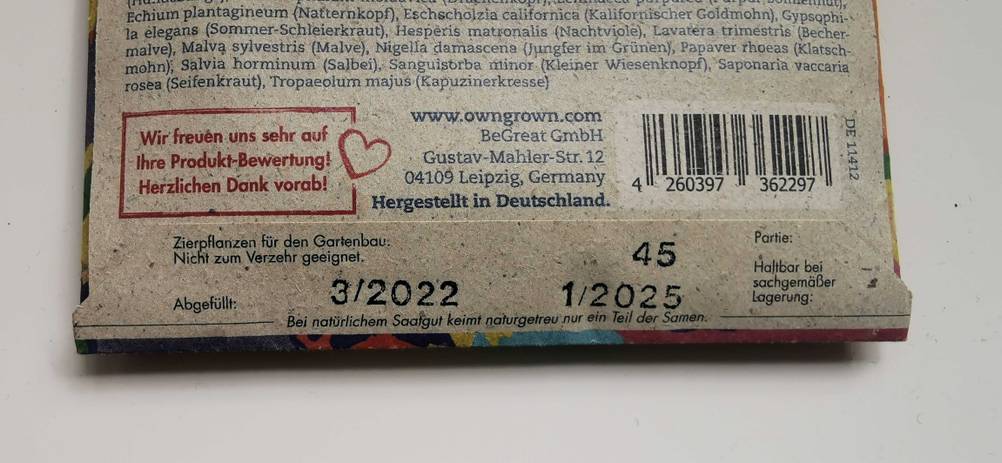 Echium plantagineum (Natternkopf), Eschscholzia californica (Kalifornischer Goldmohn), Gypsophi-
la elegans (Sommer-Schleierkraut), Hesperis matronalis (Nachtviole), Lavatera trimestris (Becher-
malve), Malva sylvestris (Malve), Nigella damascena (Jungfer im Grünen), Papaver rhoeas (Klatsch-
mohn), Salvia horminum (Salbei), Sanguisorba minor (Kleiner Wiesenknopf), Saponaria vaccaria
rosea (Seifenkraut), Tropaeolum majus (Kapuzinerkresse)
Wir freuen uns sehr auf
Ihre Produkt-Bewertung!
Herzlichen Dank vorab!
www.owngrown.com
BeGreat GmbH
Gustav-Mahler-Str. 12
04109 Leipzig, Germany
Hergestellt in Deutschland.
4 260397 362297
DE 11412
Zierpflanzen für den Gartenbau.
Nicht zum Verzehr geeignet.
Abgefüllt:
3/2022
45
1/2025
Partie:
Haltbar bei
sachgemäßer
Lagerung:
Bei natürlichem Saatgut keimt naturgetreu nur ein Teil der Samen.